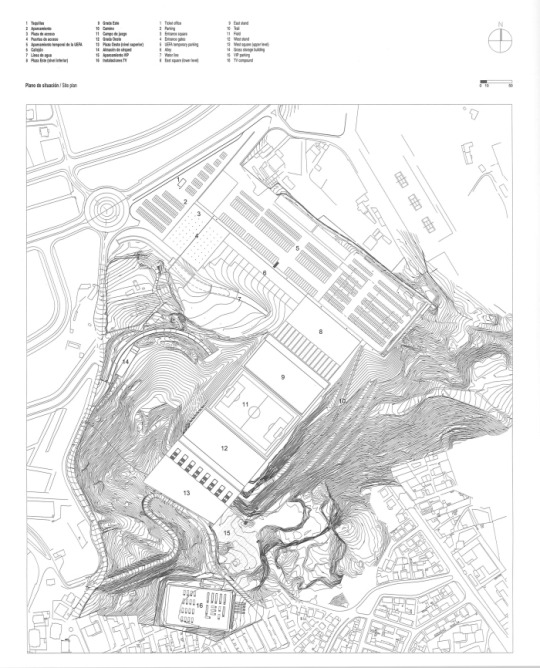 1 Taquillas
2 Aparcamiento
3 Plaza de acceso
4 Puertas de acceso
5 Aparcamiento temporal de la UEFA
6 Callejón
7 Línea de agua
8 Plaza Este (nivel inferior)
9 Grada Este
10 Camino
11 Campo de juego
12 Grada Oeste
13 Plaza Oeste (nivel superior)
14 Almacén de césped
15 Aparcamiento VIP
16 Instalaciones TV
1 Ticket office
2 Parking
3 Entrance square
4 Entrance gates
5 UEFA temporary parking
6 Alley
7 Water line
8 East square (lower level)
9 East stand
10 Trail
11 Field
12 West stand
13 West square (upper level)
14 Grass storage building
15 VIP parking
16 TV compound
N
Plano de situación / Site plan
0 10 50
1
2
3
4
5
6
7
8
14
9
10
11
12
13
15
16